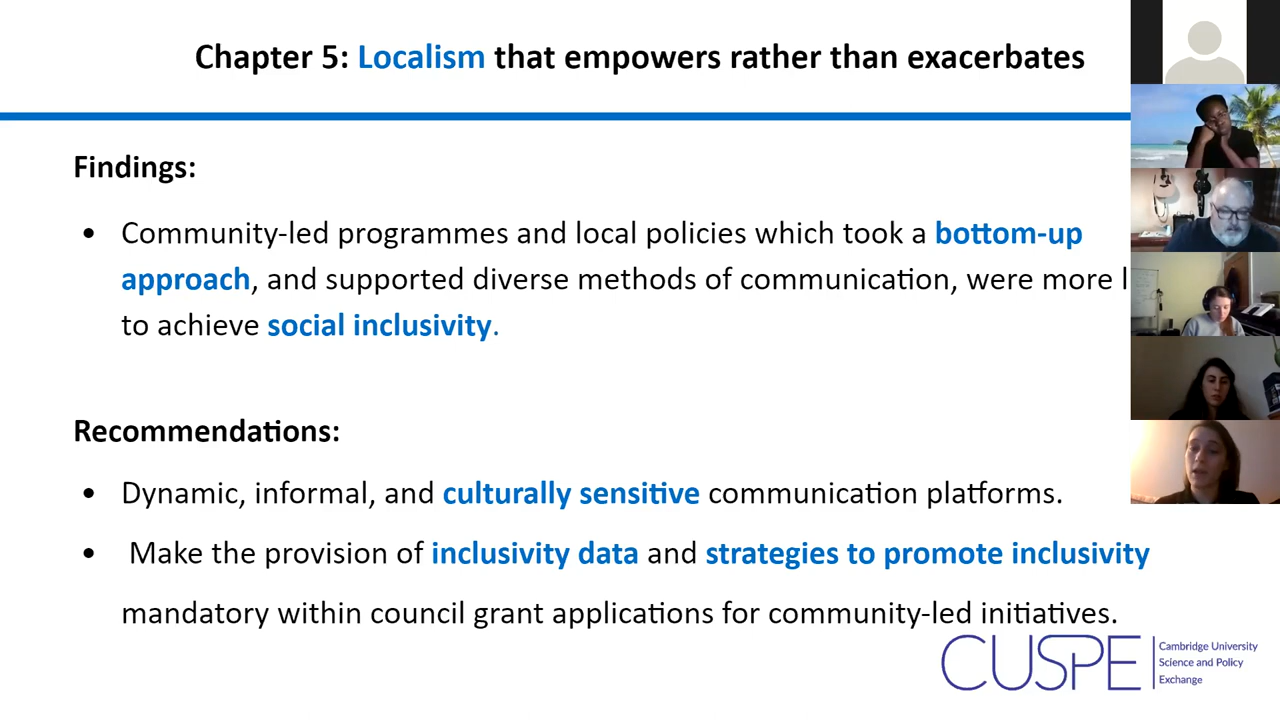 Chapter 5: Localism that empowers rather than exacerbates
Findings:
• Community-led programmes and local policies which took a bottom-up
approach, and supported diverse methods of communication, were more l
to achieve social inclusivity.
Recommendations:
• Dynamic, informal, and culturally sensitive communication platforms.
• Make the provision of inclusivity data and strategies to promote inclusivity
mandatory within council grant applications for community-led initiatives.
CUSPE
Cambridge University
Science and Policy
Exchange